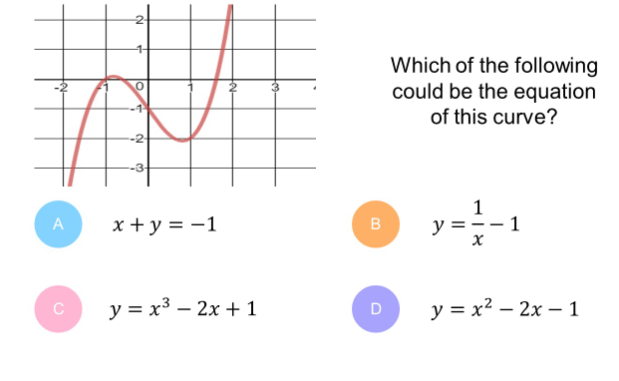 2
1
-2 -1 0 1 2 3
-1
-2
-3
Which of the following
could be the equation
of this curve?
A x + y = −1
B y = 1/x − 1
C y = x³ − 2x + 1
D y = x² − 2x − 1